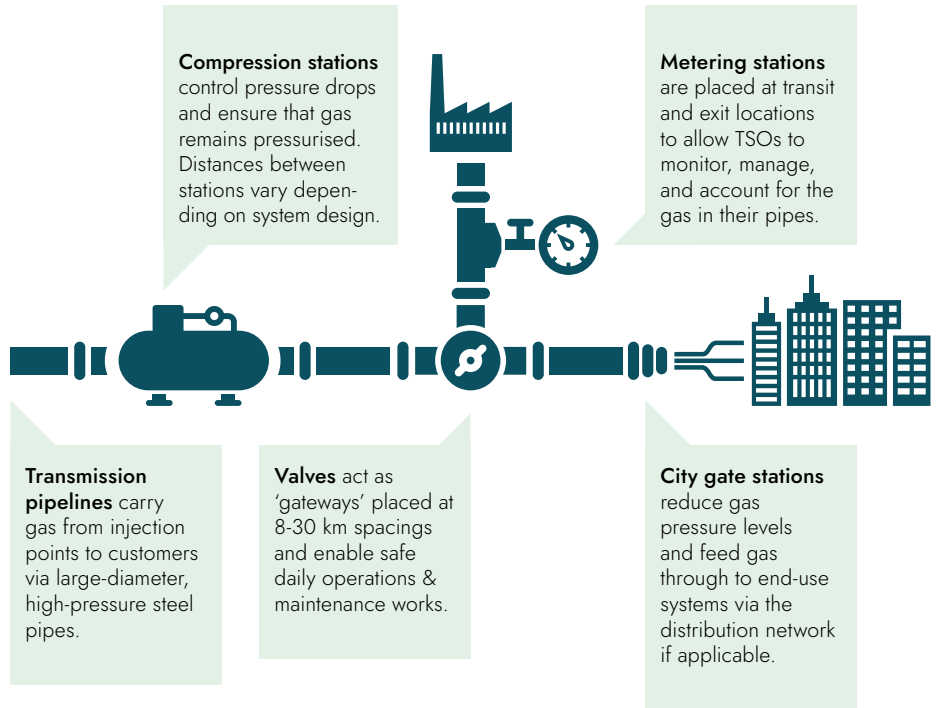 Compression stations
control pressure drops
and ensure that gas
remains pressurised.
Distances between
stations vary depen-
ding on system design.
Metering stations
are placed at transit
and exit locations
to allow TSOs to
monitor, manage,
and account for the
gas in their pipes.
Transmission
pipelines carry
gas from injection
points to customers
via large-diameter,
high-pressure steel
pipes.
Valves act as
‘gateways’ placed at
8-30 km spacings
and enable safe
daily operations &
maintenance works.
City gate stations
reduce gas
pressure levels
and feed gas
through to end-use
systems via the
distribution network
if applicable.